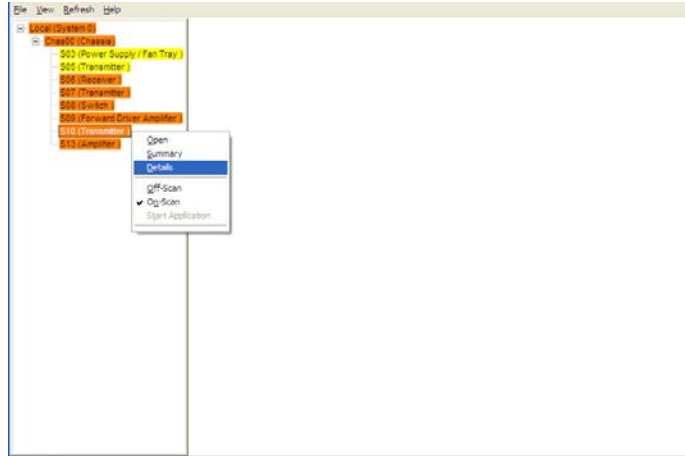 File View Refresh Help
Local (System 0)
Chas00 (Chassis)
S03 (Power Supply / Fan Tray )
S05 (Transmitter )
S06 (Receiver )
S07 (Transmitter )
S08 (Switch )
S09 (Forward Driver Amplifier )
S10 (Transmitter )
S13 (Amplifier )
Open
Summary
Details
Off-Scan
On-Scan
Start Application